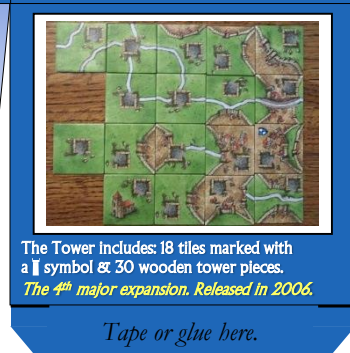 The Tower includes: 18 tiles marked with
a symbol & 30 wooden tower pieces.
The 4th major expansion. Released in 2006.
Tape or glue here.